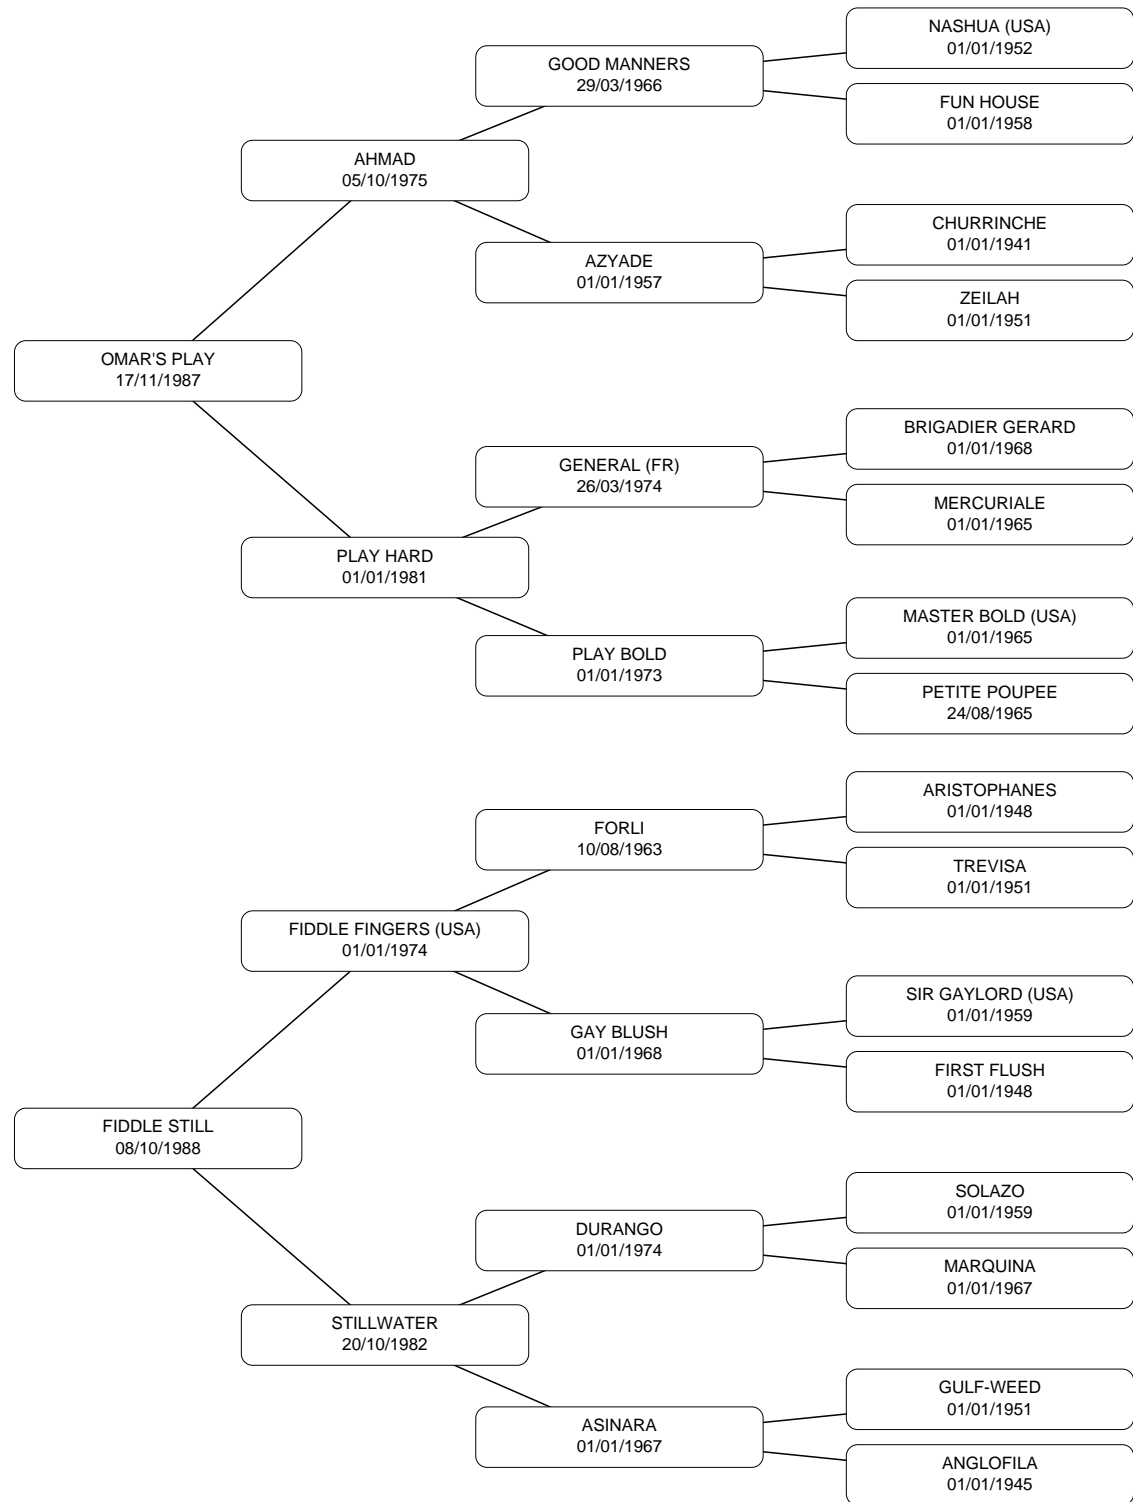 NASHUA (USA)
01/01/1952
GOOD MANNERS
29/03/1966
FUN HOUSE
01/01/1958
AHMAD
05/10/1975
CHURRINCHE
01/01/1941
AZYADE
01/01/1957
ZEILAH
01/01/1951
OMAR'S PLAY
17/11/1987
BRIGADIER GERARD
01/01/1968
GENERAL (FR)
26/03/1974
MERCURIALE
01/01/1965
PLAY HARD
01/01/1981
MASTER BOLD (USA)
01/01/1965
PLAY BOLD
01/01/1973
PETITE POUPEE
24/08/1965
ARISTOPHANES
01/01/1948
FORLI
10/08/1963
TREVISA
01/01/1951
FIDDLE FINGERS (USA)
01/01/1974
SIR GAYLORD (USA)
01/01/1959
GAY BLUSH
01/01/1968
FIRST FLUSH
01/01/1948
FIDDLE STILL
08/10/1988
SOLAZO
01/01/1959
DURANGO
01/01/1974
MARQUINA
01/01/1967
STILLWATER
20/10/1982
GULF-WEED
01/01/1951
ASINARA
01/01/1967
ANGLOFILA
01/01/1945